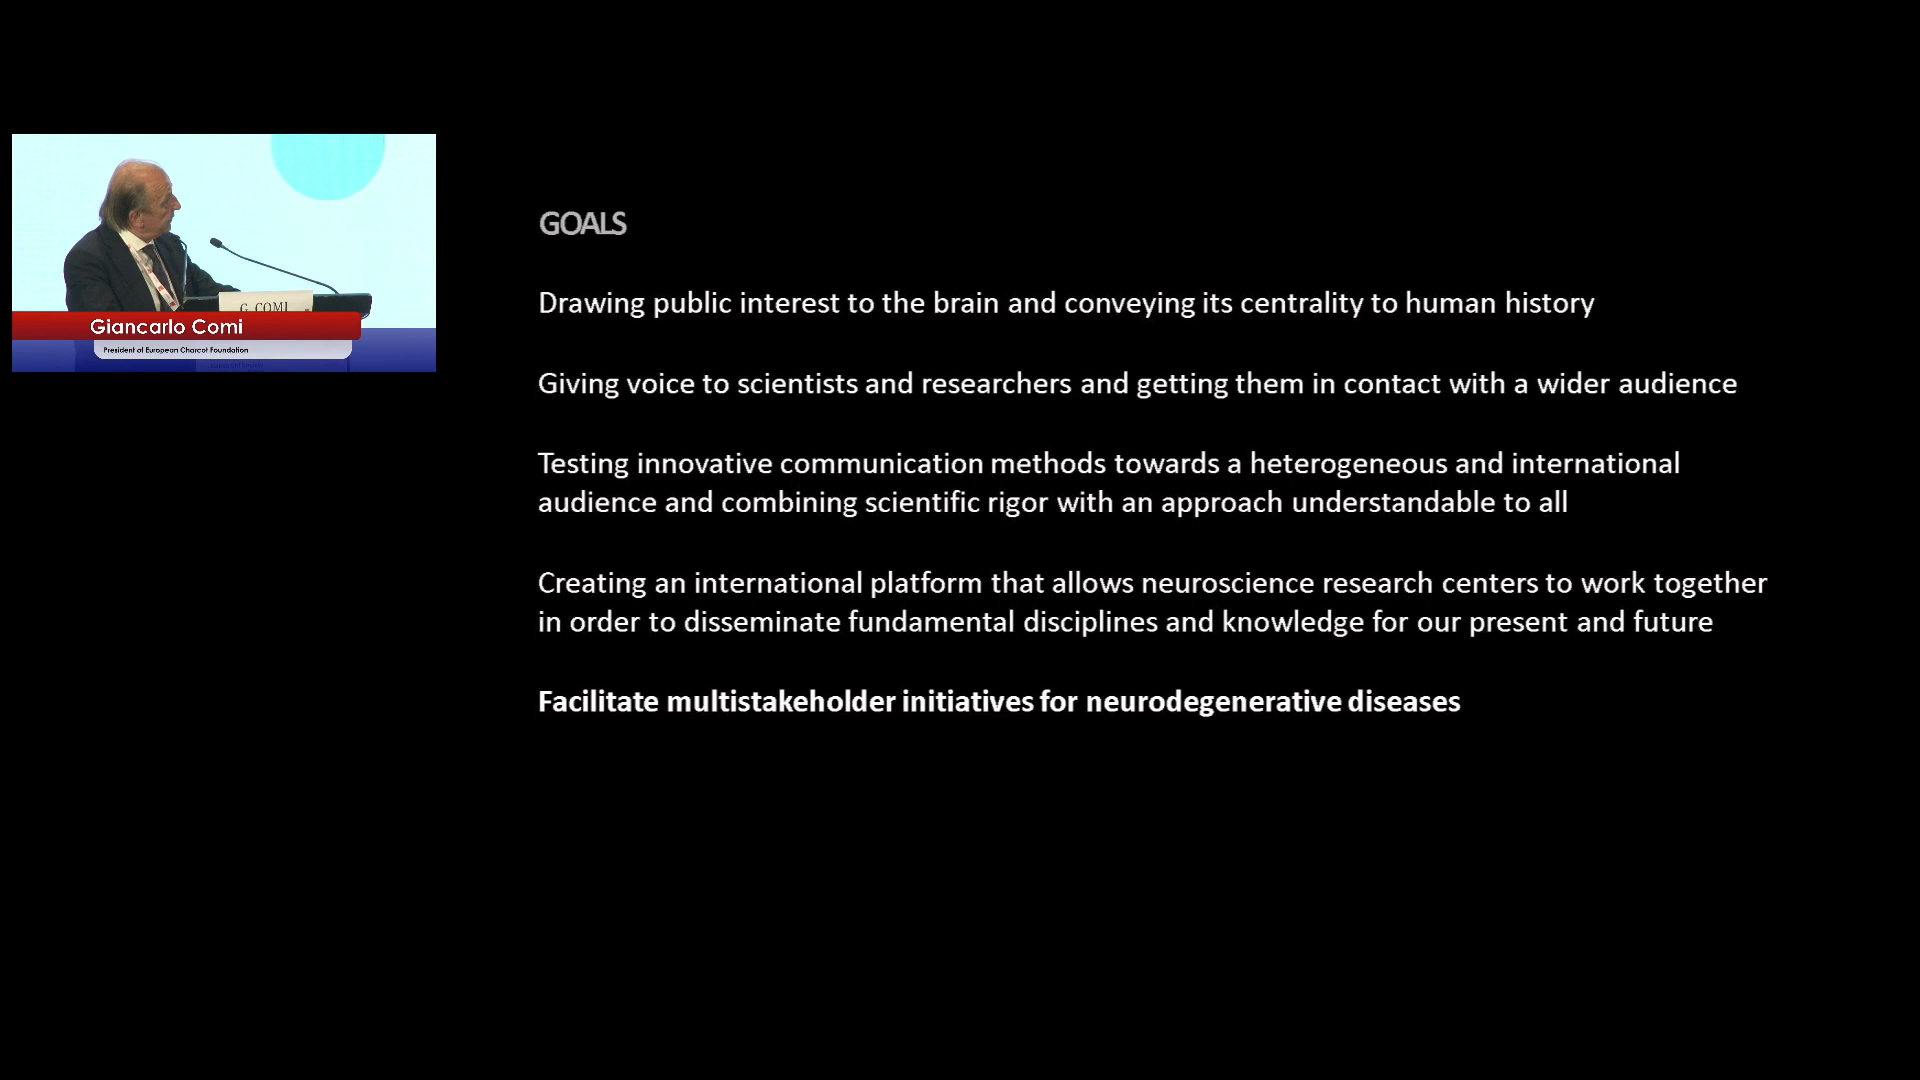 G. COMI
Giancarlo Comi
President of European Charcot Foundation
GOALS
Drawing public interest to the brain and conveying its centrality to human history
Giving voice to scientists and researchers and getting them in contact with a wider audience
Testing innovative communication methods towards a heterogeneous and international
audience and combining scientific rigor with an approach understandable to all
Creating an international platform that allows neuroscience research centers to work together
in order to disseminate fundamental disciplines and knowledge for our present and future
Facilitate multistakeholder initiatives for neurodegenerative diseases